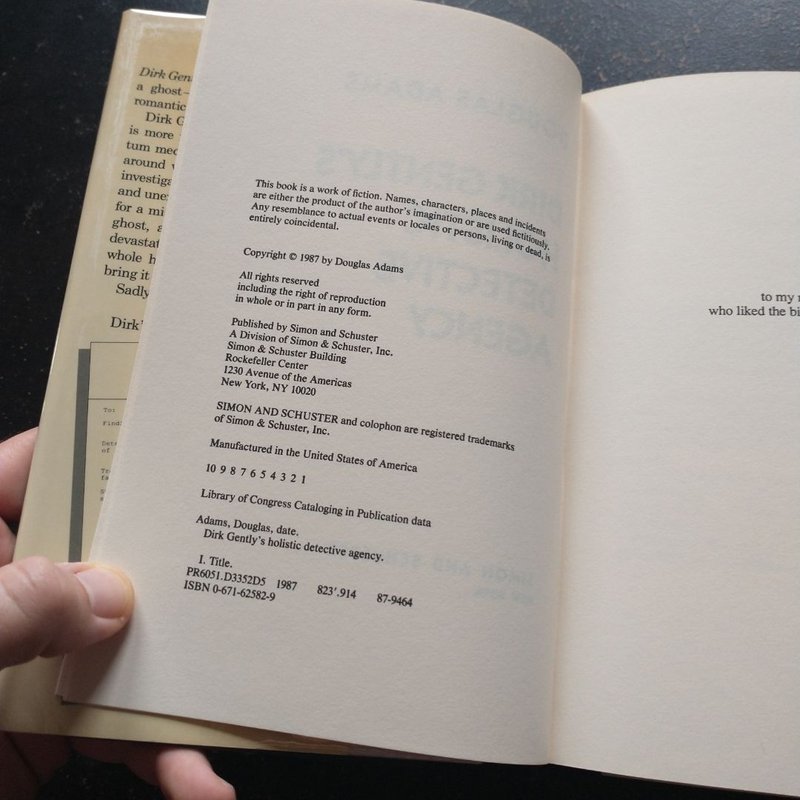 Dirk Gen
a ghost—
romantic
Dirk G
is more
tum mec
around
investiga
and une
for a mi
ghost, a
devastat
whole h
bring it
Sadly
Dirk'
To:
Find
Dete
of
This book is a work of fiction. Names, characters, places and incidents
are either the product of the author's imagination or are used fictitiously.
Any resemblance to actual events or locales or persons, living or dead, is
entirely coincidental.
Copyright © 1987 by Douglas Adams
All rights reserved
including the right of reproduction
in whole or in part in any form.
Published by Simon and Schuster
A Division of Simon & Schuster, Inc.
Simon & Schuster Building
Rockefeller Center
1230 Avenue of the Americas
New York, NY 10020
SIMON AND SCHUSTER and colophon are registered trademarks
of Simon & Schuster, Inc.
Manufactured in the United States of America
10 9 8 7 6 5 4 3 2 1
Library of Congress Cataloging in Publication data
Adams, Douglas, date.
Dirk Gently's holistic detective agency.
I. Title.
PR6051.D3352D5 1987 823'.914 87-9464
ISBN 0-671-62582-9
to my
who liked the bi